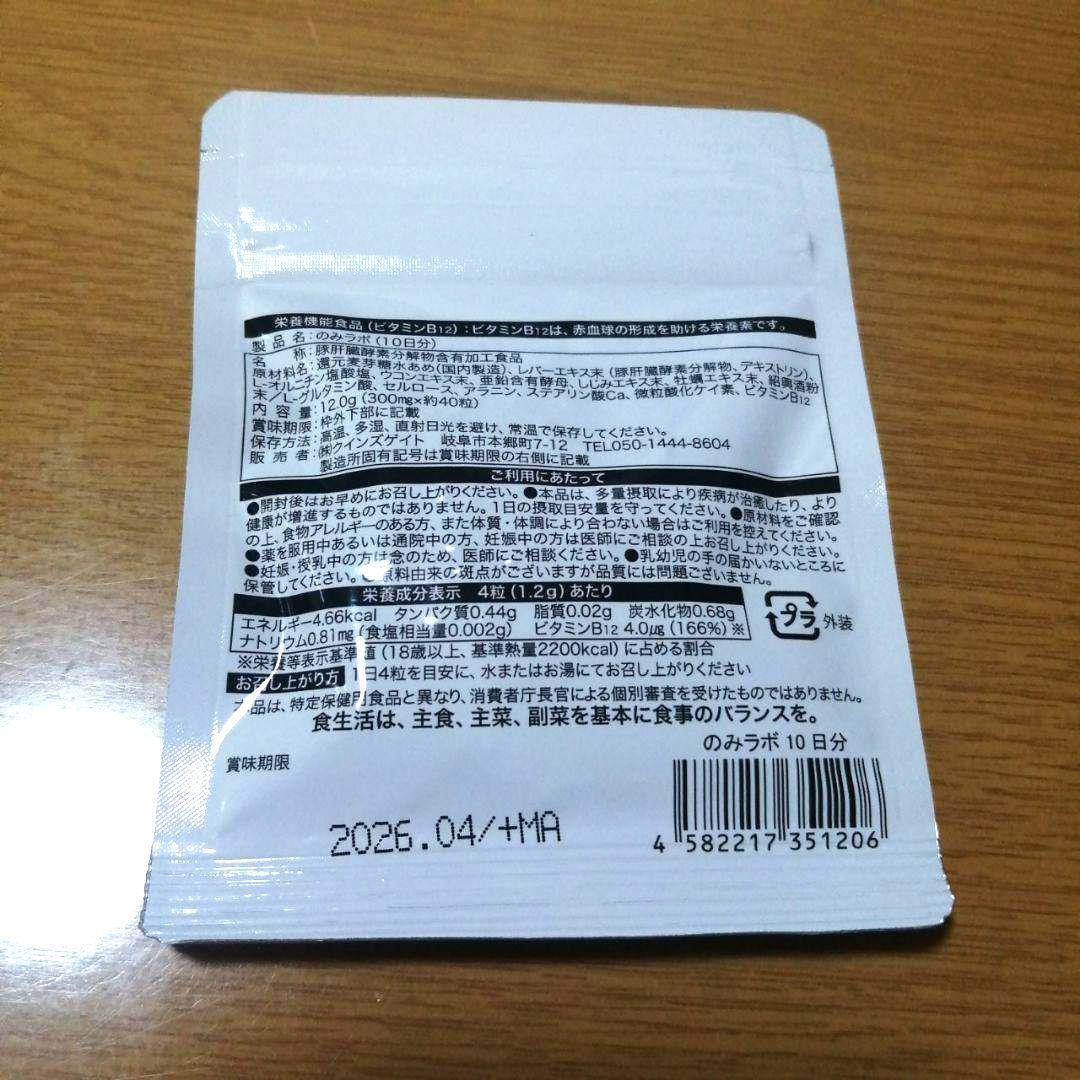 栄養機能食品(ビタミンB12):ビタミンB12は、赤血球の形成を助ける栄養素です。
製品名:のみラボ(10日分)
名称:豚肝臓酵素分解物含有加工食品
原材料名:還元麦芽糖水あめ(国内製造)、レバーエキス末(豚肝臓酵素分解物、デキストリン)、
L-オルニチン塩酸塩、ウコンエキス末、亜鉛含有酵母、しじみエキス末、牡蠣エキス末、紹興酒粉
末/L-グルタミン酸、セルロース、アラニン、ステアリン酸Ca、微粒酸化ケイ素、ビタミンB12
内容量:12.0g(300mg×約40粒)
賞味期限:枠外下部に記載
保存方法:高温、多湿、直射日光を避け、常温で保存してください。
販売者:㈱ケインズゲイト 岐阜市本郷町7-12 TEL050-1444-8604
製造所固有記号は賞味期限の右側に記載
ご利用にあたって
●開封後はお早めにお召し上がりください。●本品は、多量摂取により疾病が治癒したり、より
健康が増進するものではありません。1日の摂取目安量を守ってください。●原材料をご確認
の上、食物アレルギーのある方、また体質・体調により合わない場合はご利用を控えてください。
●薬を服用中あるいは通院中の方、妊娠中の方は医師にご相談の上お召し上がりください。
●妊娠・授乳中の方は念のため、医師にご相談ください。●乳幼児の手の届かいないところに
保管してください。●原料由来の斑点がございますが品質には問題ございません。
栄養成分表示 4粒(1.2g)あたり
エネルギー4.66kcal タンパク質0.44g 脂質0.02g 炭水化物0.68g
ナトリウム0.81mg(食塩相当量0.002g) ビタミンB12 4.0μg(166%)※
プラ 外装
※栄養等表示基準値(18歳以上、基準熱量2200kcal)に占める割合
お召し上がり方 1日4粒を目安に、水またはお湯にてお召し上がりください
本品は、特定保健用食品と異なり、消費者庁長官による個別審査を受けたものではありません。
食生活は、主食、主菜、副菜を基本に食事のバランスを。
のみラボ 10日分
賞味期限
2026.04/+MA
4 582217 351206